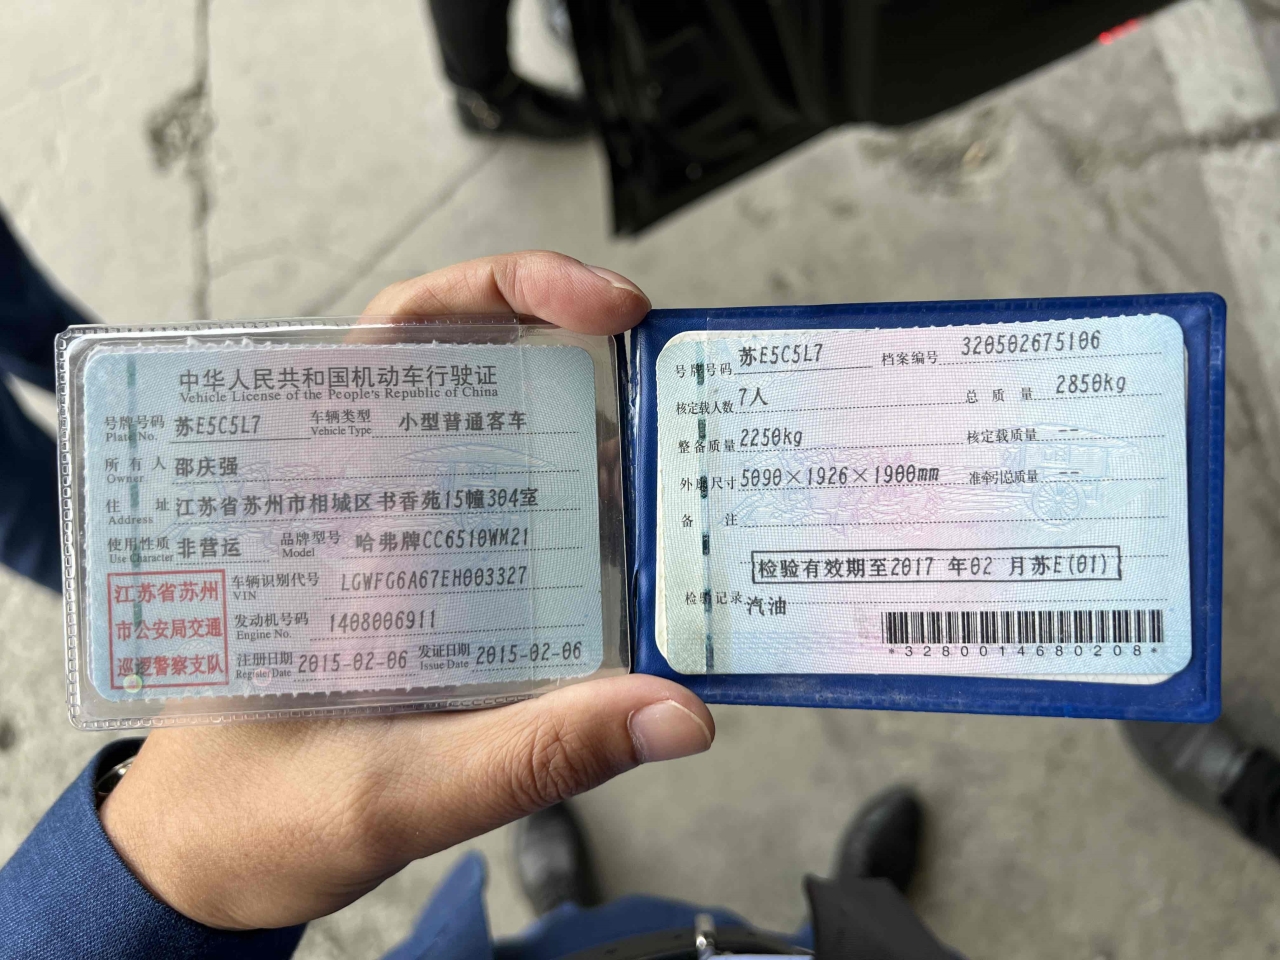 中华人民共和国机动车行驶证
Vehicle License of the People's Republic of China
号牌号码 苏E5C5L7 车辆类型 小型普通客车
Plate No. Vehicle Type
所有人 邵庆强
Owner
住址 江苏省苏州市相城区书香苑15幢304室
Address
使用性质 非营运 品牌型号 哈弗牌CC6510WM21
Use Character Model
江苏省苏州
市公安局交通
巡逻警察支队
车辆识别代号 LGWFG6A67EH003327
VIN
发动机号码 1408006911
Engine No.
注册日期 2015-02-06 发证日期 2015-02-06
Register Date Issue Date
号牌号码 苏E5C5L7 档案编号 320502675106
核定载人数 7人 总质量 2850kg
整备质量 2250kg 核定载质量 --
外廓尺寸 5090×1926×1900mm 准牵引总质量 --
备注
检验有效期至2017 年02 月苏E(01)
检验记录 汽油
*3280014680208*